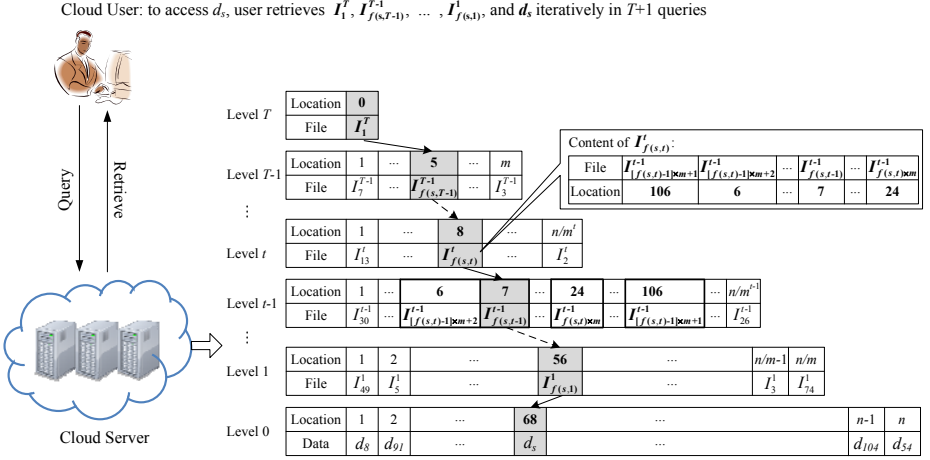 Cloud User: to access d_s, user retrieves I_1^T, I_{f(s,T-1)}^{T-1}, ... , I_{f(s,1)}^1, and d_s iteratively in T+1 queries
Query
Retrieve
Cloud Server
Level T
Location 0
File I_1^T
Level T-1
Location 1 ... 5 ... m
File I_7^{T-1} ... I_{f(s,T-1)}^{T-1} ... I_3^{T-1}
⋮
Content of I_{f(s,t)}^t:
File I_{[f(s,t)-1]×m+1}^{t-1} I_{[f(s,t)-1]×m+2}^{t-1} ... I_{f(s,t-1)}^{t-1} ... I_{f(s,t)×m}^{t-1}
Location 106 6 ... 7 ... 24
Level t
Location 1 ... 8 ... n/m^t
File I_{13}^t ... I_{f(s,t)}^t ... I_2^t
Level t-1
Location 1 ... 6 7 ... 24 ... 106 ... n/m^{t-1}
File I_{30}^{t-1} ... I_{[f(s,t)-1]×m+2}^{t-1} I_{f(s,t-1)}^{t-1} ... I_{f(s,t)×m}^{t-1} ... I_{[f(s,t)-1]×m+1}^{t-1} ... I_{26}^{t-1}
⋮
Level 1
Location 1 2 ... 56 ... n/m-1 n/m
File I_{49}^1 I_5^1 ... I_{f(s,1)}^1 ... I_3^1 I_{74}^1
Level 0
Location 1 2 ... 68 ... n-1 n
Data d_8 d_{91} ... d_s ... d_{104} d_{54}